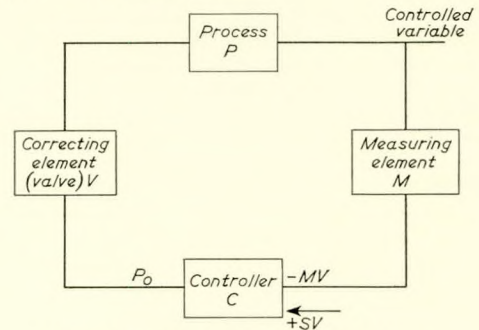 Controlled
variable
Process
P
Correcting
element
(valve) V
Measuring
element
M
Po
Controller
C
-MV
+SV